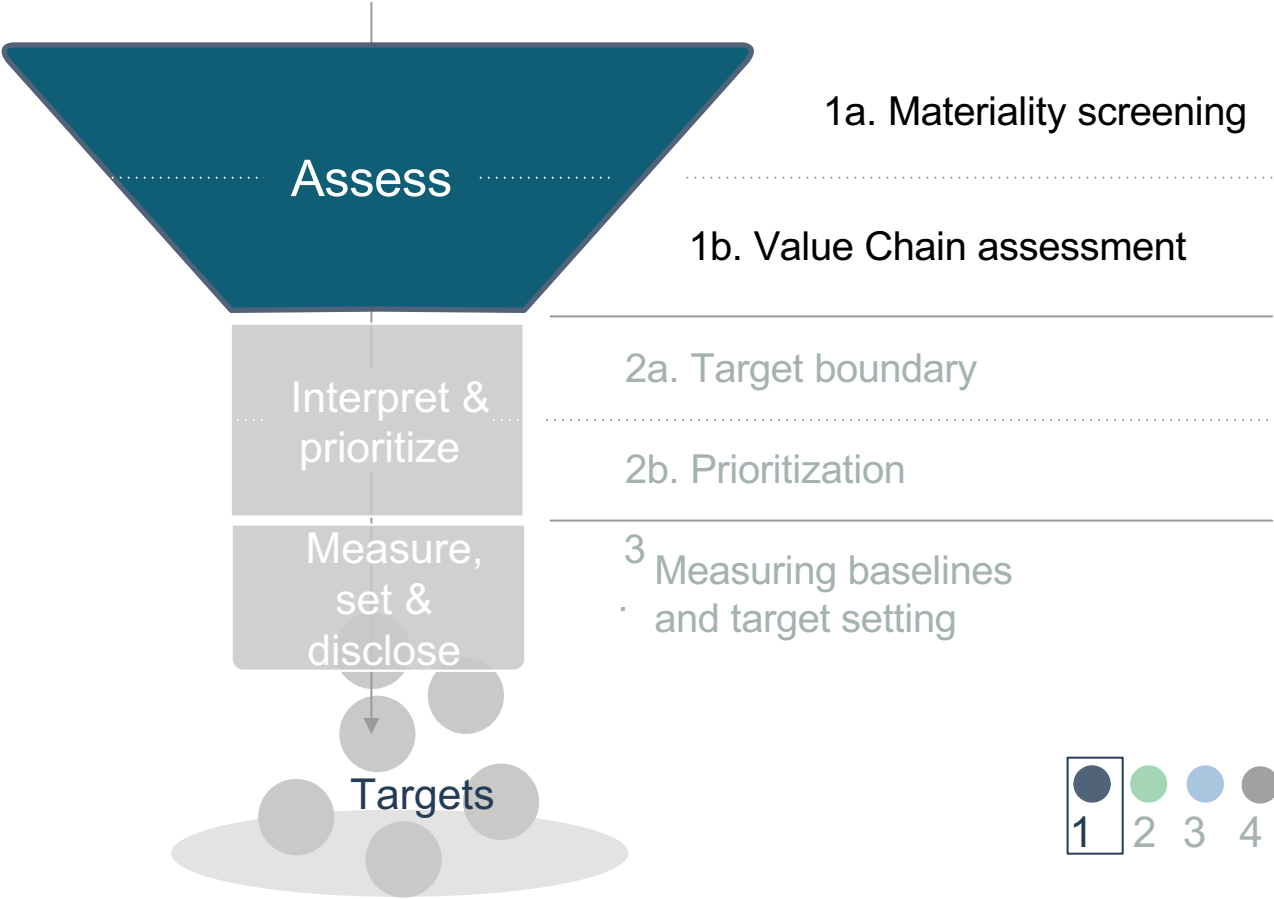 1a. Materiality screening
Assess
1b. Value Chain assessment
2a. Target boundary
Interpret &
prioritize
2b. Prioritization
Measure,
set &
disclose
3
.
Measuring baselines
and target setting
Targets
1 2 3 4